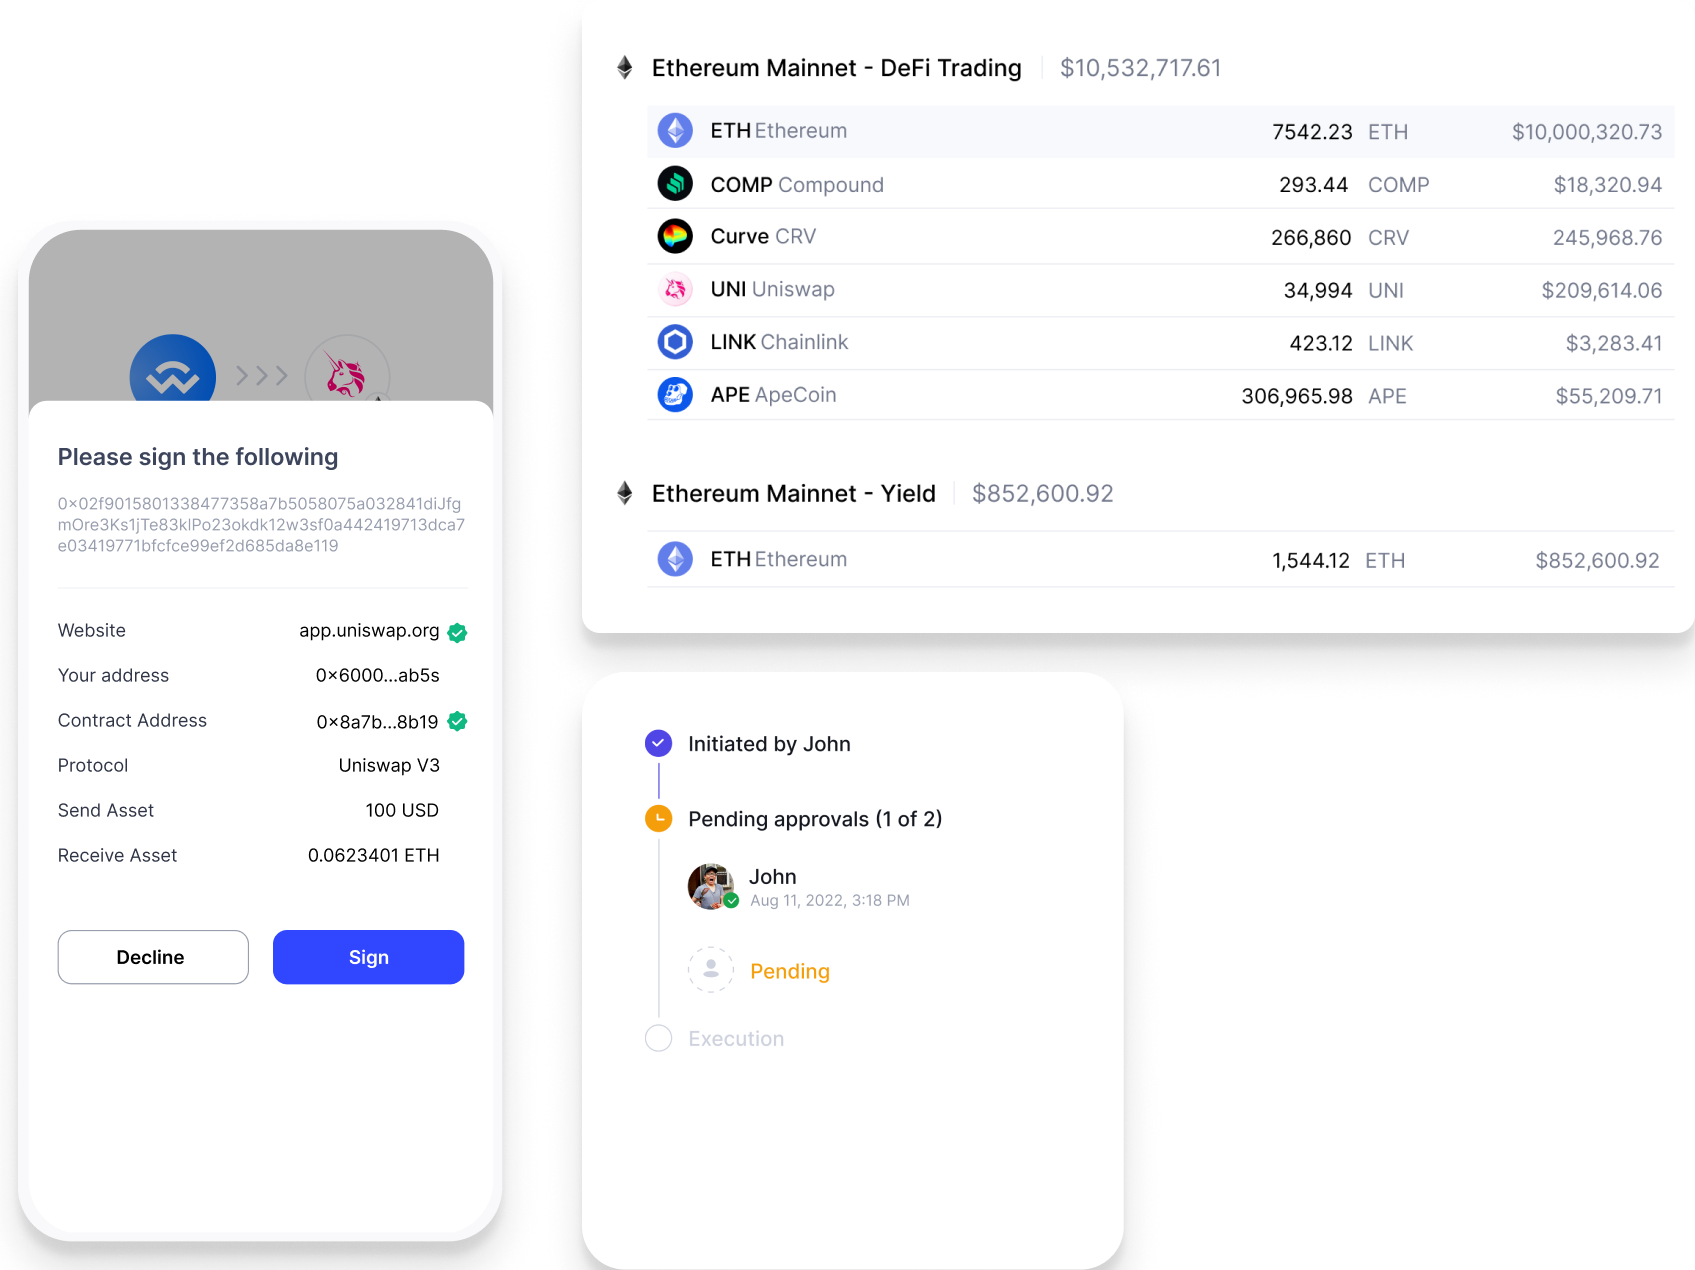 Please sign the following
0×02f9015801338477358a7b5058075a032841diJfg
mOre3Ks1jTe83klPo23okdk12w3sf0a442419713dca7
e03419771bfcfce99ef2d685da8e119
Website app.uniswap.org
Your address 0×6000...ab5s
Contract Address 0×8a7b...8b19
Protocol Uniswap V3
Send Asset 100 USD
Receive Asset 0.0623401 ETH
Decline Sign
Ethereum Mainnet - DeFi Trading $10,532,717.61
ETH Ethereum 7542.23 ETH $10,000,320.73
COMP Compound 293.44 COMP $18,320.94
Curve CRV 266,860 CRV 245,968.76
UNI Uniswap 34,994 UNI $209,614.06
LINK Chainlink 423.12 LINK $3,283.41
APE ApeCoin 306,965.98 APE $55,209.71
Ethereum Mainnet - Yield $852,600.92
ETH Ethereum 1,544.12 ETH $852,600.92
Initiated by John
Pending approvals (1 of 2)
John
Aug 11, 2022, 3:18 PM
Pending
Execution